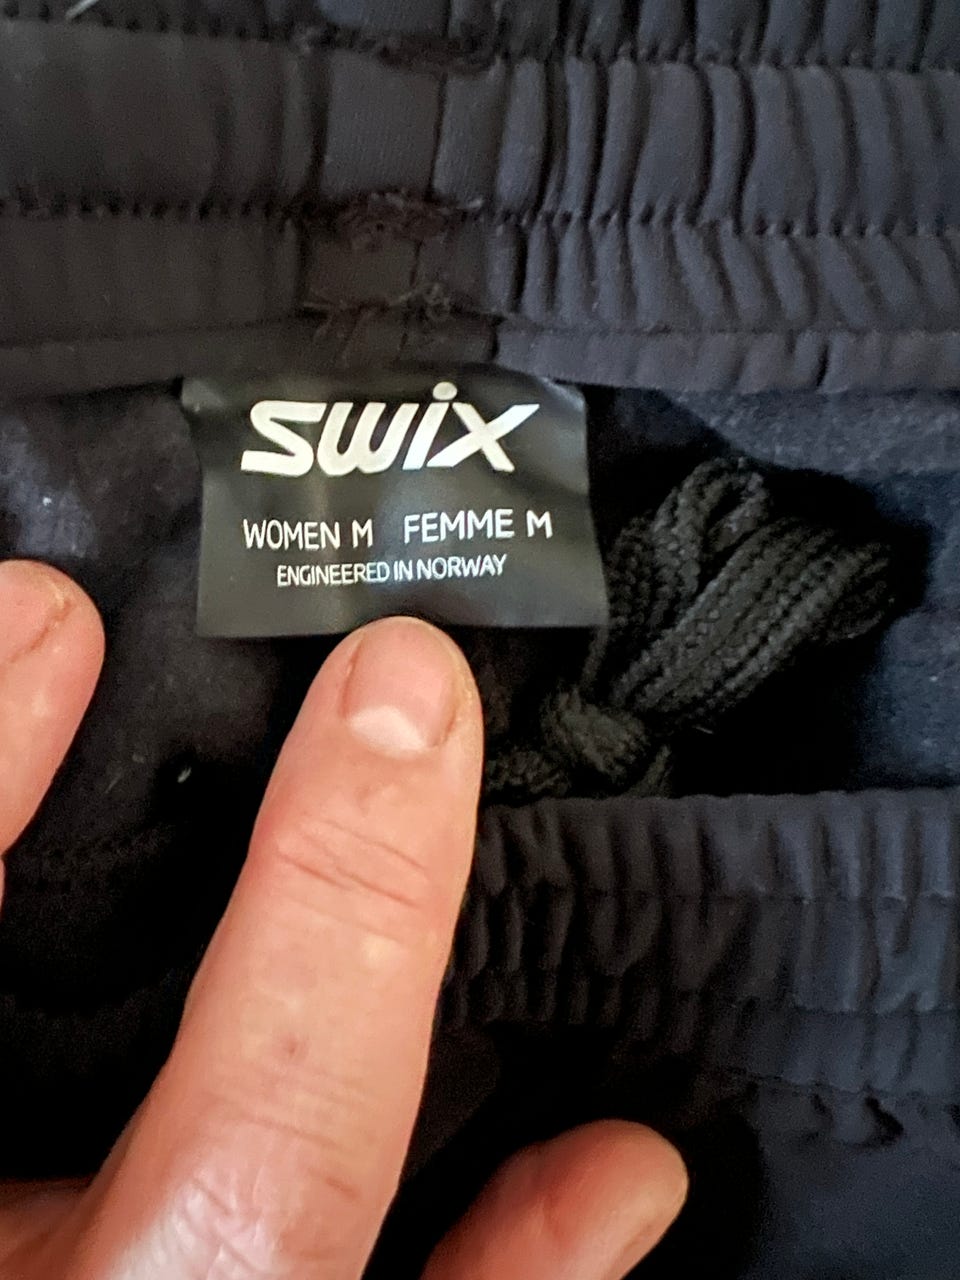 swix
WOMEN M FEMME M
ENGINEERED IN NORWAY